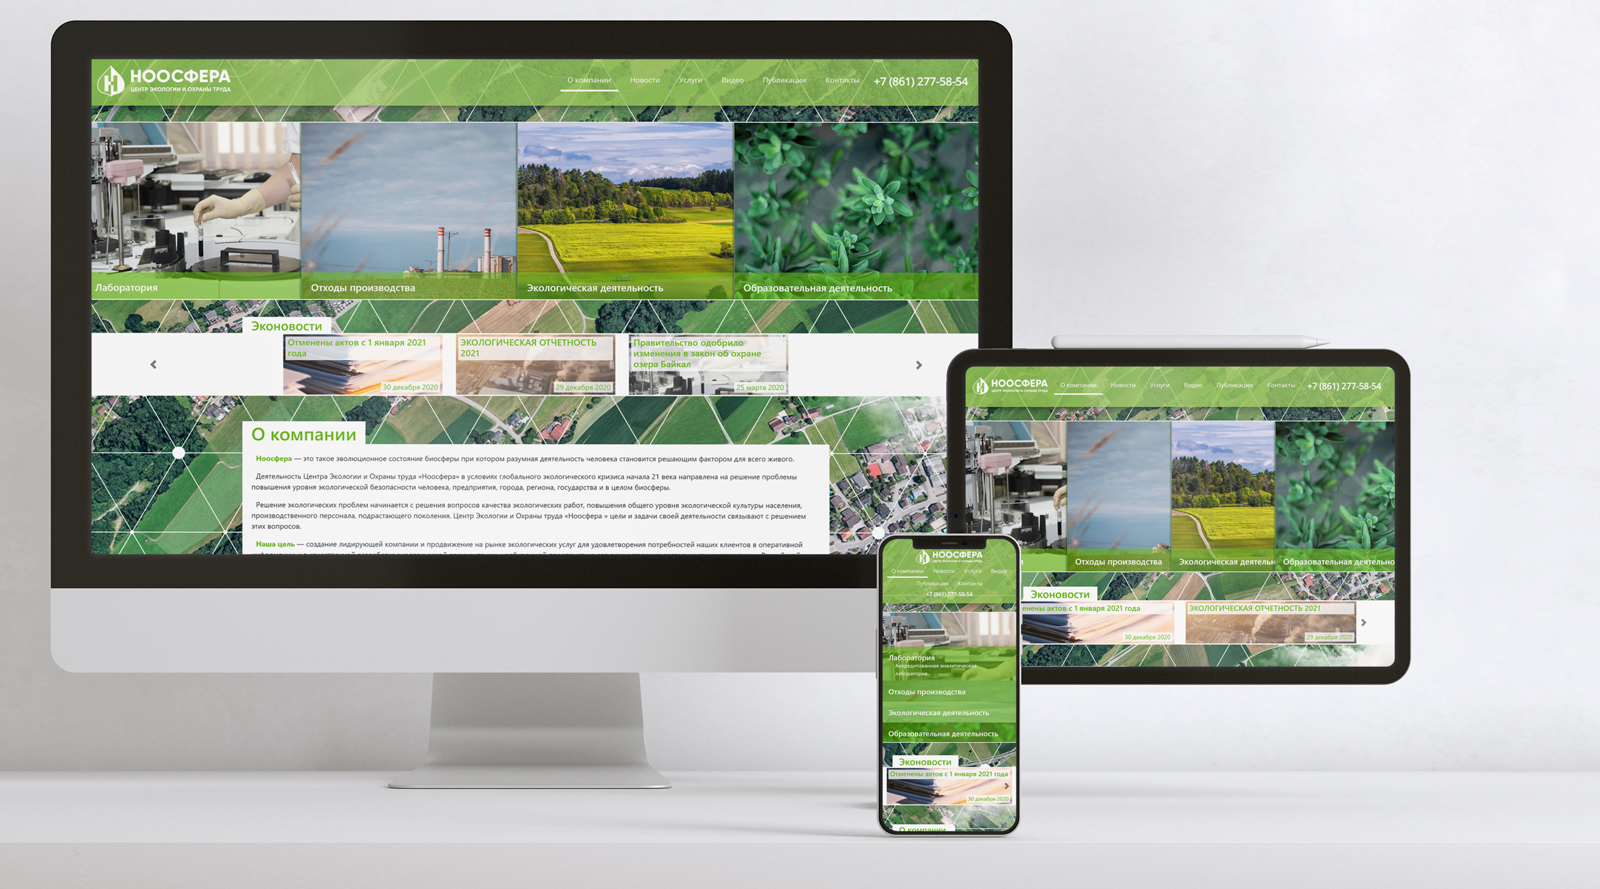 НООСФЕРА
ЦЕНТР ЭКОЛОГИИ И ОХРАНЫ ТРУДА
О компании Новости Услуги Видео Публикации Контакты +7 (861) 277-58-54
Лаборатория
Отходы производства
Экологическая деятельность
Образовательная деятельность
Эконовости
Отменены актов с 1 января 2021
года
30 декабря 2020
ЭКОЛОГИЧЕСКАЯ ОТЧЕТНОСТЬ
2021
29 декабря 2020
Правительство одобрило
изменения в закон об охране
озера Байкал
25 марта 2020
О компании
Ноосфера — это такое эволюционное состояние биосферы при котором разумная деятельность человека становится решающим фактором для всего живого.
Деятельность Центра Экологии и Охраны труда «Ноосфера» в условиях глобального экологического кризиса начала 21 века направлена на решение проблемы
повышения уровня экологической безопасности человека, предприятия, города, региона, государства и в целом биосферы.
Решение экологических проблем начинается с решения вопросов качества экологических работ, повышения общего уровня экологической культуры населения,
производственного персонала, подрастающего поколения. Центр Экологии и Охраны труда «Ноосфера » цели и задачи своей деятельности связывают с решением
этих вопросов.
Наша цель — создание лидирующей компании и продвижение на рынке экологических услуг для удовлетворения потребностей наших клиентов в оперативной
НООСФЕРА
ЦЕНТР ЭКОЛОГИИ И ОХРАНЫ ТРУДА
О компании Новости Услуги Видео Публикации Контакты +7 (861) 277-58-54
Отходы производства
Экологическая деятельн
Образовательная деятельно
Эконовости
енены актов с 1 января 2021 года
30 декабря 2020
ЭКОЛОГИЧЕСКАЯ ОТЧЕТНОСТЬ 2021
29 декабря 2020
НООСФЕРА
О компании Новости Услуги Видео
Публикации Контакты
+7 (861) 277-58-54
Лаборатория
Аккредитованная аналитическая
лаборатория
Отходы производства
Экологическая деятельность
Образовательная деятельность
Эконовости
Отменены актов с 1 января 2021 года
30 декабря 2020
О компании